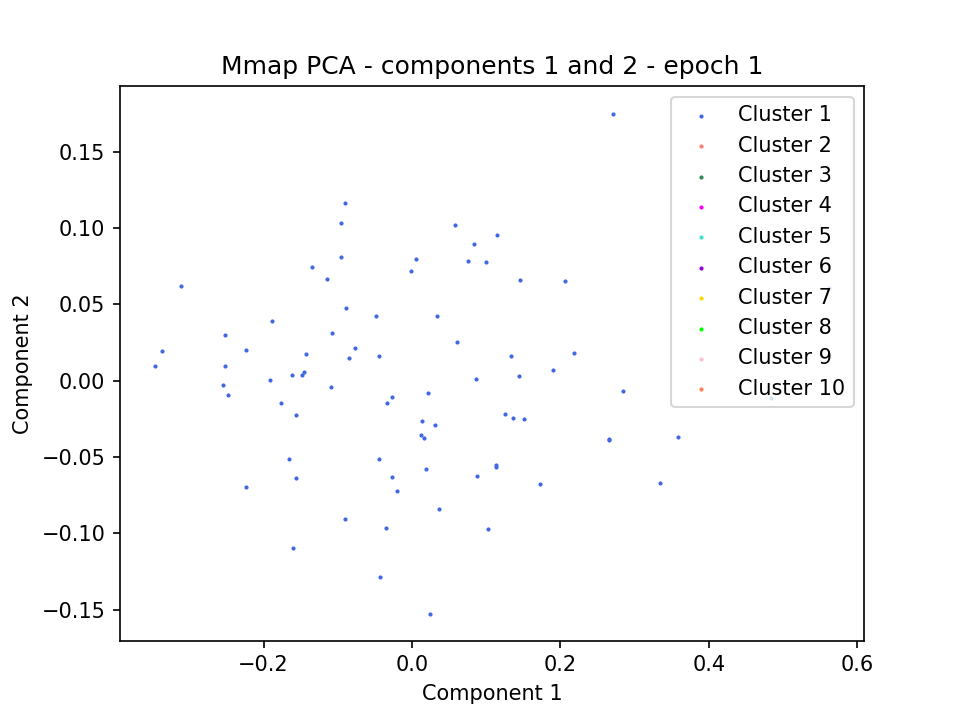 Mmap PCA - components 1 and 2 - epoch 1
Cluster 1
Cluster 2
Cluster 3
Cluster 4
Cluster 5
Cluster 6
Cluster 7
Cluster 8
Cluster 9
Cluster 10
Component 2
0.15
0.10
0.05
0.00
−0.05
−0.10
−0.15
−0.2
0.0
0.2
0.4
0.6
Component 1